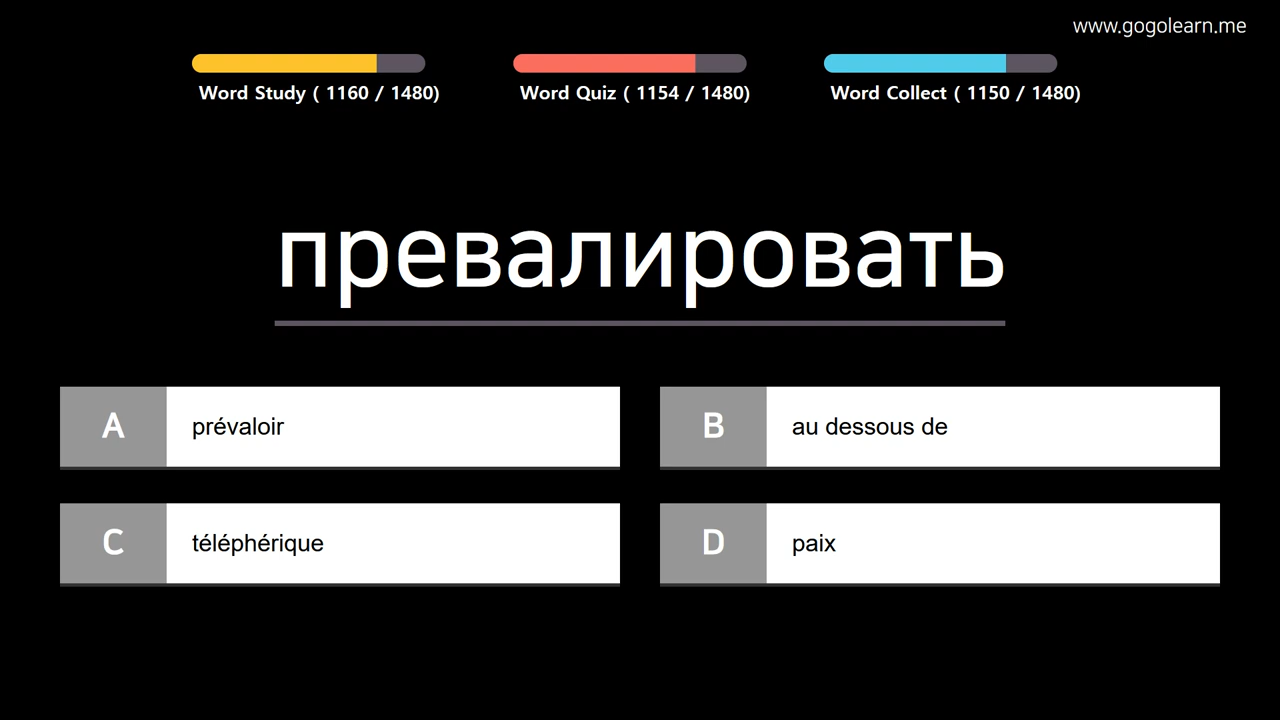 www.gogolearn.me
Word Study ( 1160 / 1480)
Word Quiz ( 1154 / 1480)
Word Collect ( 1150 / 1480)
превалировать
A prévaloir
B au dessous de
C téléphérique
D paix